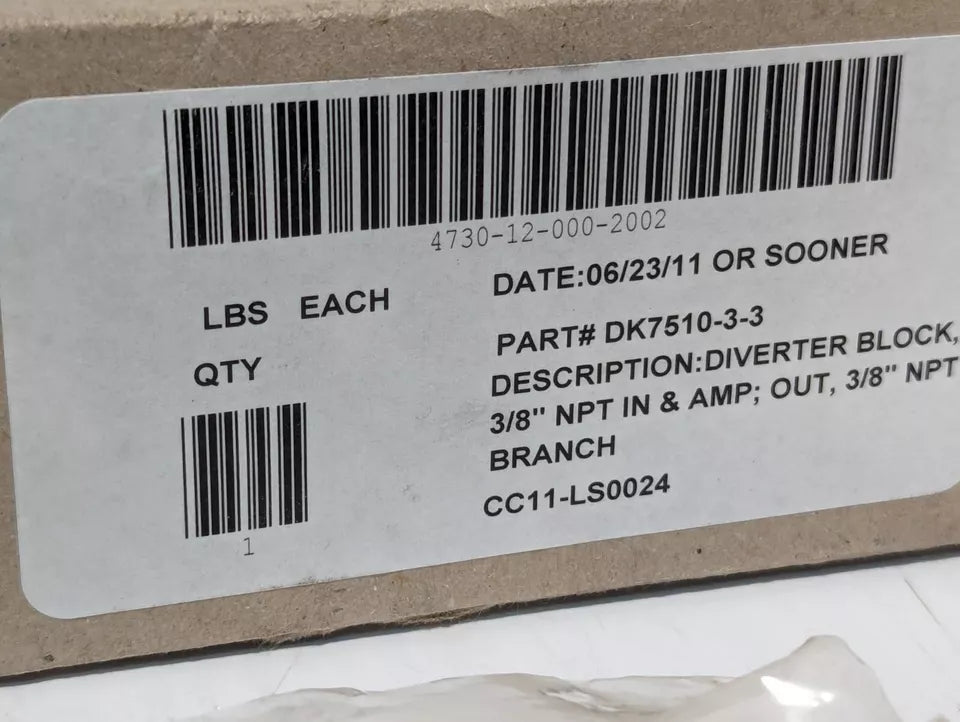 4730-12-000-2002
LBS EACH
QTY
1
DATE:06/23/11 OR SOONER
PART# DK7510-3-3
DESCRIPTION:DIVERTER BLOCK,
3/8" NPT IN & AMP; OUT, 3/8" NPT
BRANCH
CC11-LS0024